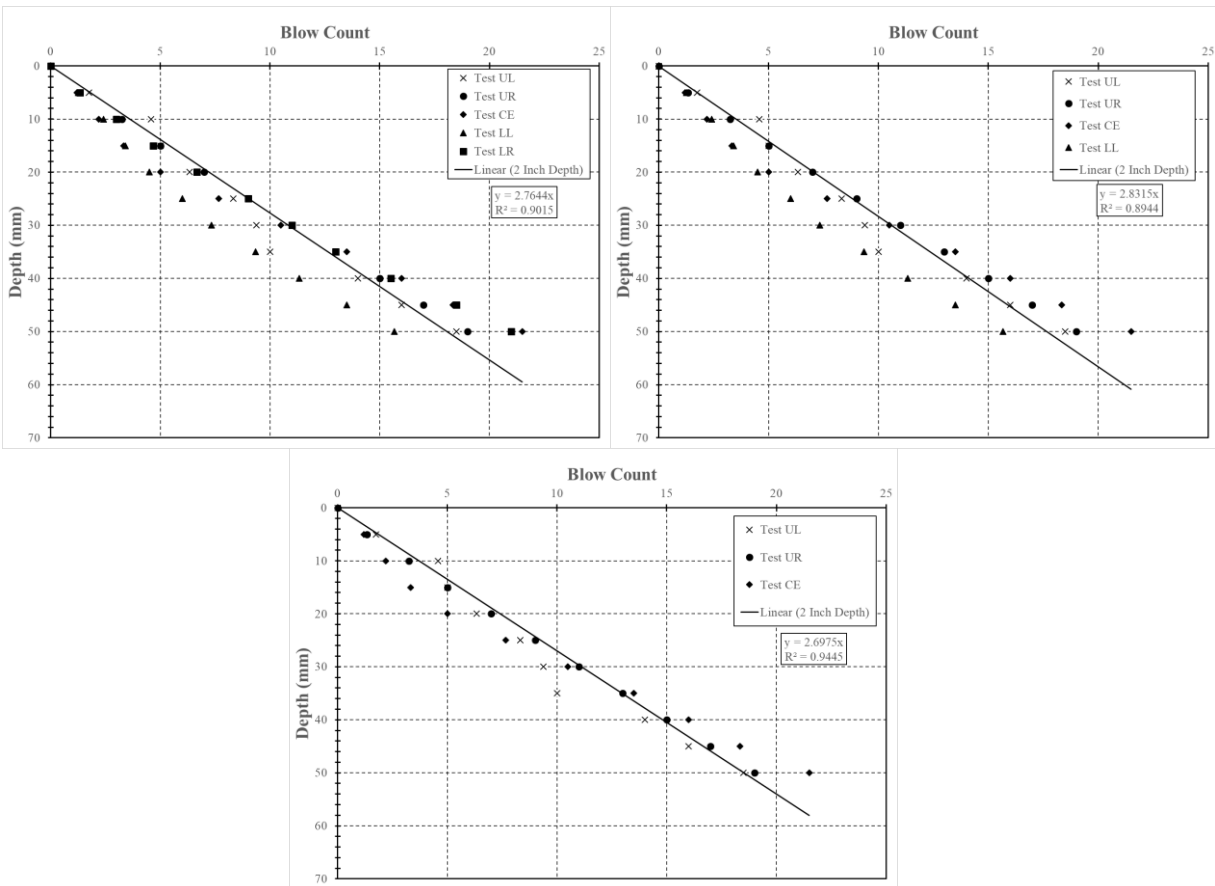 Blow Count
0 5 10 15 20 25
0
10
20
30
40
50
60
70
Depth (mm)
Test UL
Test UR
Test CE
Test LL
Test LR
Linear (2 Inch Depth)
y = 2.7644x
R² = 0.9015
Blow Count
0 5 10 15 20 25
0
10
20
30
40
50
60
70
Depth (mm)
Test UL
Test UR
Test CE
Test LL
Linear (2 Inch Depth)
y = 2.8315x
R² = 0.8944
Blow Count
0 5 10 15 20 25
0
10
20
30
40
50
60
70
Depth (mm)
Test UL
Test UR
Test CE
Linear (2 Inch Depth)
y = 2.6975x
R² = 0.9445